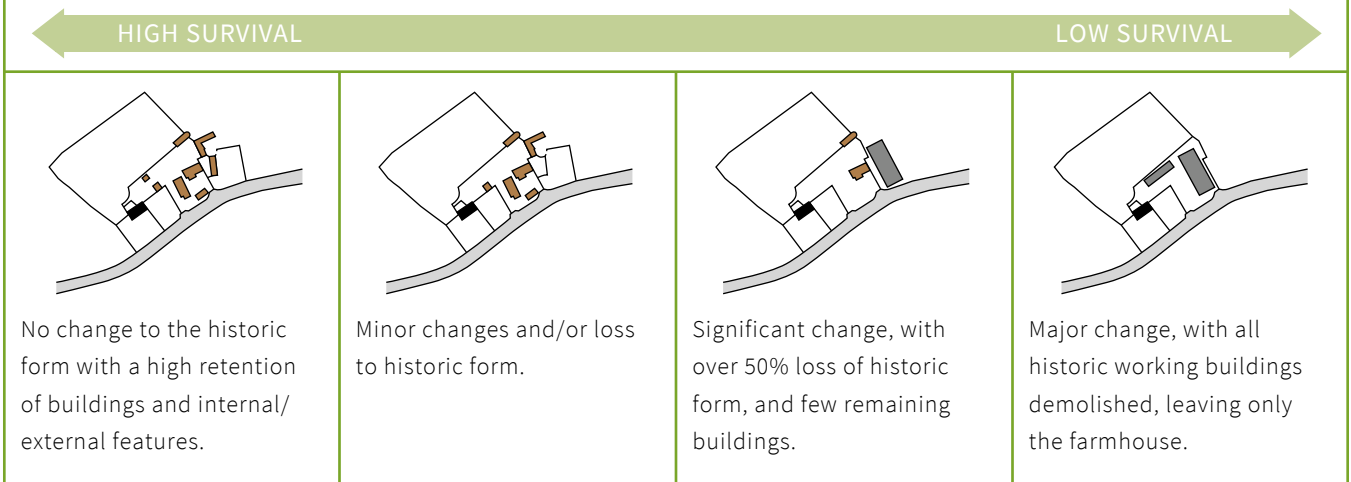 HIGH SURVIVAL
LOW SURVIVAL
No change to the historic
form with a high retention
of buildings and internal/
external features.
Minor changes and/or loss
to historic form.
Significant change, with
over 50% loss of historic
form, and few remaining
buildings.
Major change, with all
historic working buildings
demolished, leaving only
the farmhouse.